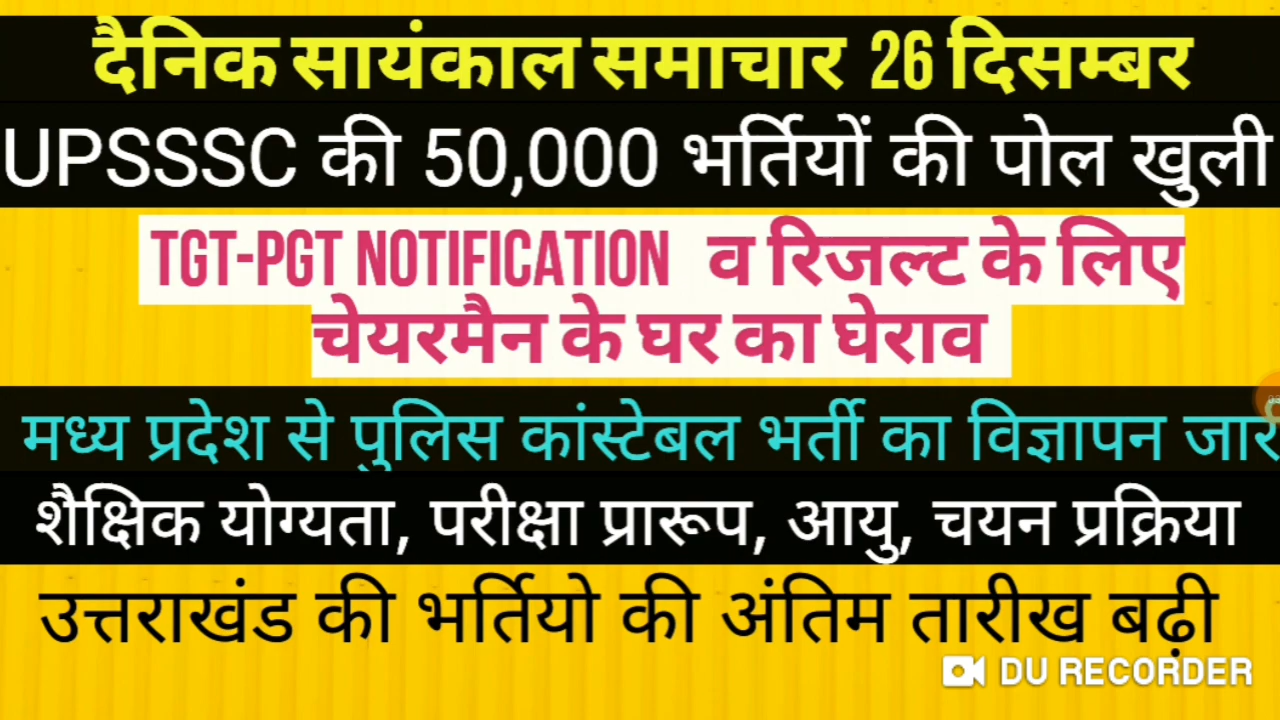 दैनिक सायंकाल समाचार 26 दिसम्बर
UPSSSC की 50,000 भर्तियों की पोल खुली
TGT-PGT NOTIFICATION व रिजल्ट के लिए
चेयरमैन के घर का घेराव
मध्य प्रदेश से पुलिस कांस्टेबल भर्ती का विज्ञापन जार
शैक्षिक योग्यता, परीक्षा प्रारूप, आयु, चयन प्रक्रिया
उत्तराखंड की भर्तियो की अंतिम तारीख बढ़ी
DU RECORDER